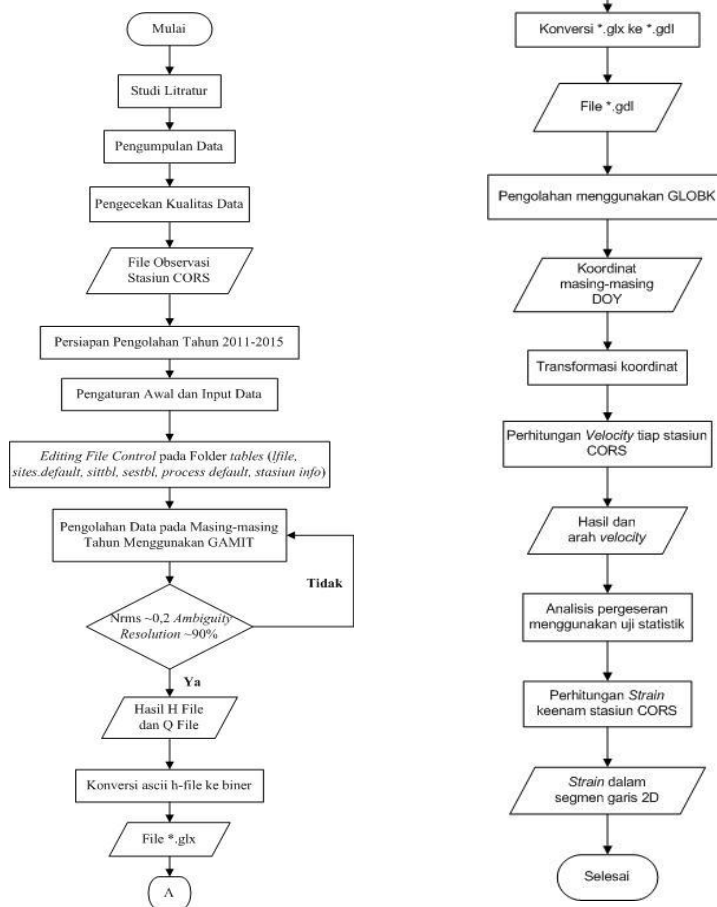 Mulai
Studi Litratur
Pengumpulan Data
Pengecekan Kualitas Data
File Observasi
Stasiun CORS
Persiapan Pengolahan Tahun 2011-2015
Pengaturan Awal dan Input Data
Editing File Control pada Folder tables (lfile,
sites.default, sittbl, sestbl, process default, stasiun info)
Pengolahan Data pada Masing-masing
Tahun Menggunakan GAMIT
Tidak
Nrms ~0,2 Ambiguity
Resolution ~90%
Ya
Hasil H File
dan Q File
Konversi ascii h-file ke biner
File *.glx
A
Konversi *.glx ke *.gdl
File *.gdl
Pengolahan menggunakan GLOBK
Koordinat
masing-masing
DOY
Transformasi koordinat
Perhitungan Velocity tiap stasiun
CORS
Hasil dan
arah velocity
Analisis pergeseran
menggunakan uji statistik
Perhitungan Strain
keenam stasiun CORS
Strain dalam
segmen garis 2D
Selesai